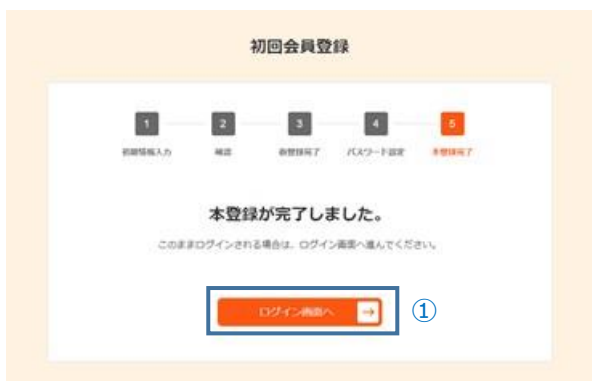 初回会員登録
1 2 3 4 5
初期情報入力 確認 仮登録完了 パスワード設定 本登録完了
本登録が完了しました。
このままログインされる場合は、ログイン画面へ進んでください。
ログイン画面へ →
①